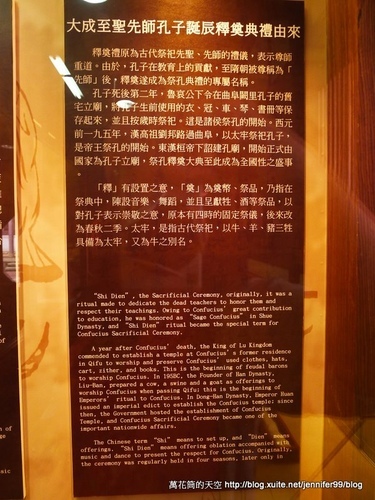 大成至聖先師孔子誕辰釋奠典禮由來
釋奠禮原為古代祭祀先聖、先師的禮儀，表示尊師
重道。由於，孔子在教育上的貢獻，至隋朝被尊稱為「
先師」後，釋奠遂成為祭孔典禮的專屬名稱。
孔子死後第二年，魯哀公下令在曲阜闕里孔子的舊
宅立廟，將孔子生前使用的衣、冠、車、琴、書冊等保
存起來，並且按歲時祭祀。這是諸侯祭孔的開始。西元
前一九五年，漢高祖劉邦路過曲阜，以太牢祭祀孔子，
是帝王祭孔的開始。東漢桓帝下詔建孔廟，開始正式由
國家為孔子立廟，祭孔釋奠大典至此成為全國性之盛事
。
「釋」有設置之意，「奠」為奠幣、祭品，乃指在
祭典中，陳設音樂、舞蹈，並且呈獻牲、酒等祭品，以
對孔子表示崇敬之意，原本有四時的固定祭儀，後來改
為春秋二季。太牢，是指古代祭祀，以牛、羊、豬三牲
具備為太牢，又為牛之別名。
"Shi Dien", the Sacrificial Ceremony, originally, it was a
ritual made to dedicate the dead teachers to honor them and
respect their teachings. Owing to Confucius' great contribution
to education, he was honored as "Sage Confucius" in Shue
Dynasty, and "Shi Dien" ritual became the special term for
Confucius Sacrificial Ceremony.
A year after Confucius' death, the King of Lu Kingdom
commended to establish a temple at Confucius's former residence
in Qifu to worship and preserve Confucius' used clothes, hats,
cart, zither, and books. This is the beginning of feudal barons
to worship Confucius. In 195BC, the Founder of Han Dynasty,
Liu-Ban, prepared a cow, a swine and a goat as offerings to
worship Confucius when passing Qifu; this is the beginning of
Emperors' ritual to Confucius. In Dong-Han Dynasty, Emperor Huan
issued an imperial edict to establish the Confucius temple; since
then, the Government hosted the establishment of Confucius
Temple, and Confucius Sacrificial Ceremony became one of the
important nationwide affairs.
The Chinese term "Shi" means to set up, and "Dien" means
offerings. "Shi Dien" means offering oblation accompanied with
music and dance to present the respect for Confucius. Originally,
the ceremony was regularly held in four seasons, later only in
萬花筒的天空 http://blog.xuite.net/jennifer99/blog